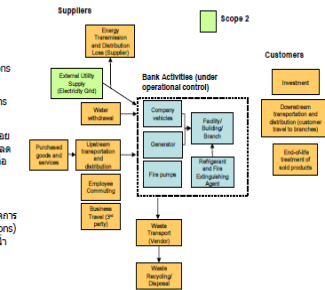 Suppliers
Scope 2
Energy
Transmission
and Distribution
Loss (Supplier)
Customers
ons
External Utility
Supply
(Electricity Grid)
Bank Activities (under
operational control)
Investment
Water
withdrawal
Company
vehicles
Facility/
Building/
Branch
Downstream
transportation and
distribution (customer
travel to branches)
Purchased
goods and
services
Upstream
transportation
and
distribution
Generator
Fire pumps
Refrigerant
and Fire
Extinguishing
Agent
End-of-life
treatment of
sold products
Employee
Commuting
Business
Travel (3rd
party)
ons)
Waste
Transport
(Vendor)
Waste
Recycling/
Disposal